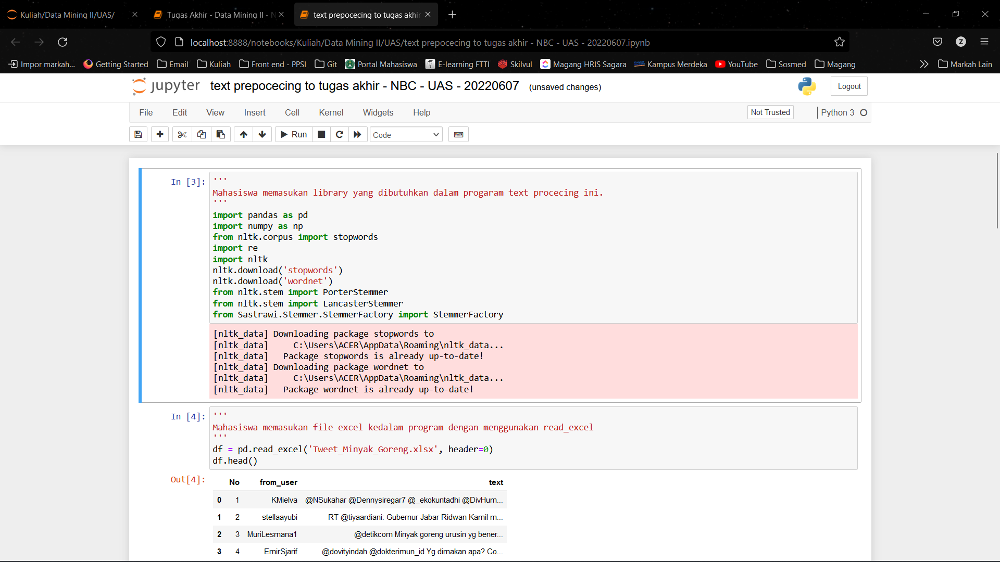 Kuliah/Data Mining II/UAS/
Tugas Akhir - Data Mining II - N
text prepocecing to tugas akhir
localhost:8888/notebooks/Kuliah/Data Mining II/UAS/text prepocecing to tugas akhir - NBC - UAS - 20220607.ipynb
Z
Impor markah... Getting Started Email Kuliah Front end - PPSI Git Portal Mahasiswa E-learning FTTI Skilvul Magang HRIS Sagara Kampus Merdeka YouTube Sosmed Magang Markah Lain
jupyter text prepocecing to tugas akhir - NBC - UAS - 20220607 (unsaved changes) Logout
File Edit View Insert Cell Kernel Widgets Help Not Trusted Python 3
Run Code
In [3]:
'''
Mahasiswa memasukan library yang dibutuhkan dalam progaram text procecing ini.
'''
import pandas as pd
import numpy as np
from nltk.corpus import stopwords
import re
import nltk
nltk.download('stopwords')
nltk.download('wordnet')
from nltk.stem import PorterStemmer
from nltk.stem import LancasterStemmer
from Sastrawi.Stemmer.StemmerFactory import StemmerFactory
[nltk_data] Downloading package stopwords to
[nltk_data]     C:\Users\ACER\AppData\Roaming\nltk_data...
[nltk_data]   Package stopwords is already up-to-date!
[nltk_data] Downloading package wordnet to
[nltk_data]     C:\Users\ACER\AppData\Roaming\nltk_data...
[nltk_data]   Package wordnet is already up-to-date!
In [4]:
'''
Mahasiswa memasukan file excel kedalam program dengan menggunakan read_excel
'''
df = pd.read_excel('Tweet_Minyak_Goreng.xlsx', header=0)
df.head()
Out[4]:
No from_user text
0 1 KMielva @NSukahar @Dennysiregar7 @_ekokuntadhi @DivHum...
1 2 stellaayubi RT @tiyaardiani: Gubernur Jabar Ridwan Kamil m...
2 3 MuriLesmana1 @detikcom Minyak goreng urusin yg bener...
3 4 EmirSjarif @dovityindah @dokterimun_id Yg dimakan apa? Co...